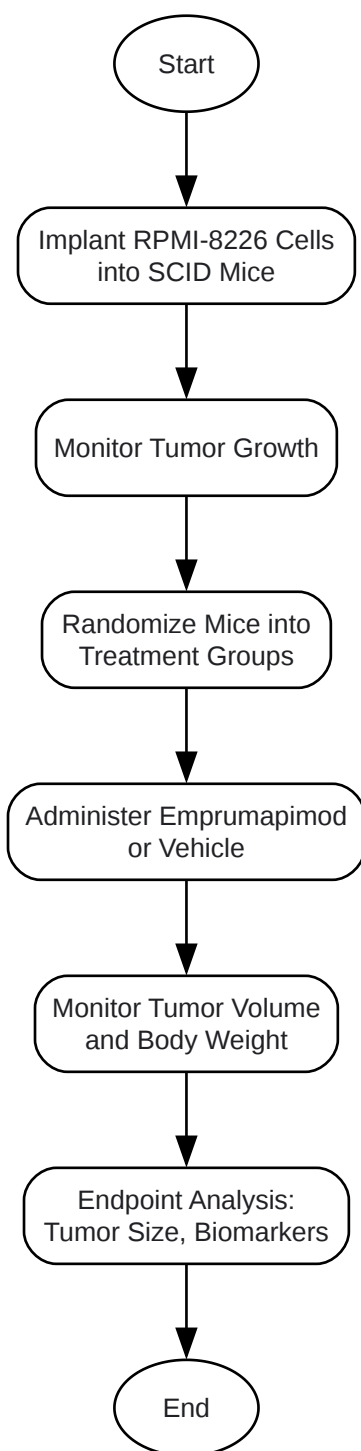 Start
Implant RPMI-8226 Cells
into SCID Mice
Monitor Tumor Growth
Randomize Mice into
Treatment Groups
Administer Emprumapimod
or Vehicle
Monitor Tumor Volume
and Body Weight
Endpoint Analysis:
Tumor Size, Biomarkers
End